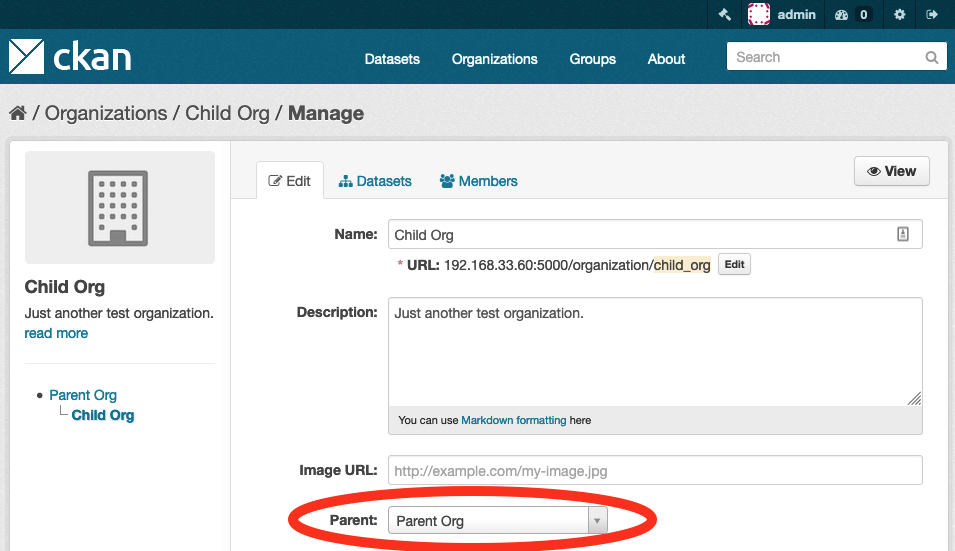 admin 0
ckan Datasets Organizations Groups About Search
/ Organizations / Child Org / Manage
Edit Datasets Members View
Name: Child Org
* URL: 192.168.33.60:5000/organization/child_org Edit
Child Org
Just another test organization.
read more
Description: Just another test organization.
Parent Org
Child Org
You can use Markdown formatting here
Image URL: http://example.com/my-image.jpg
Parent: Parent Org